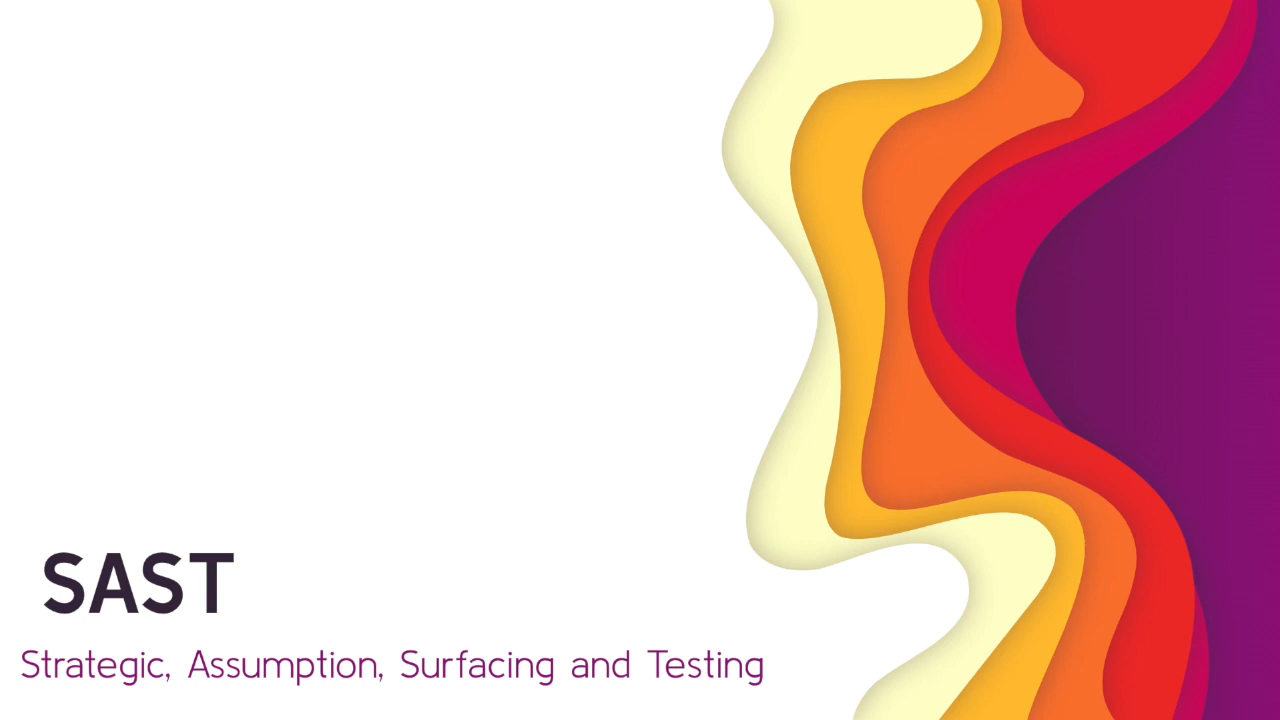 SAST
Strategic, Assumption, Surfacing and Testing